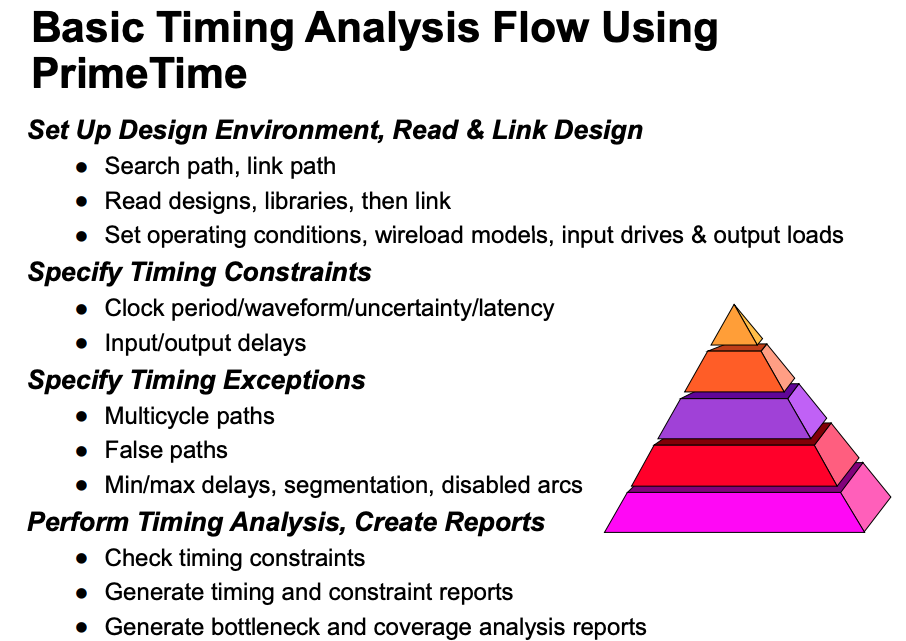 Basic Timing Analysis Flow Using
PrimeTime
Set Up Design Environment, Read & Link Design
● Search path, link path
● Read designs, libraries, then link
● Set operating conditions, wireload models, input drives & output loads
Specify Timing Constraints
● Clock period/waveform/uncertainty/latency
● Input/output delays
Specify Timing Exceptions
● Multicycle paths
● False paths
● Min/max delays, segmentation, disabled arcs
Perform Timing Analysis, Create Reports
● Check timing constraints
● Generate timing and constraint reports
● Generate bottleneck and coverage analysis reports